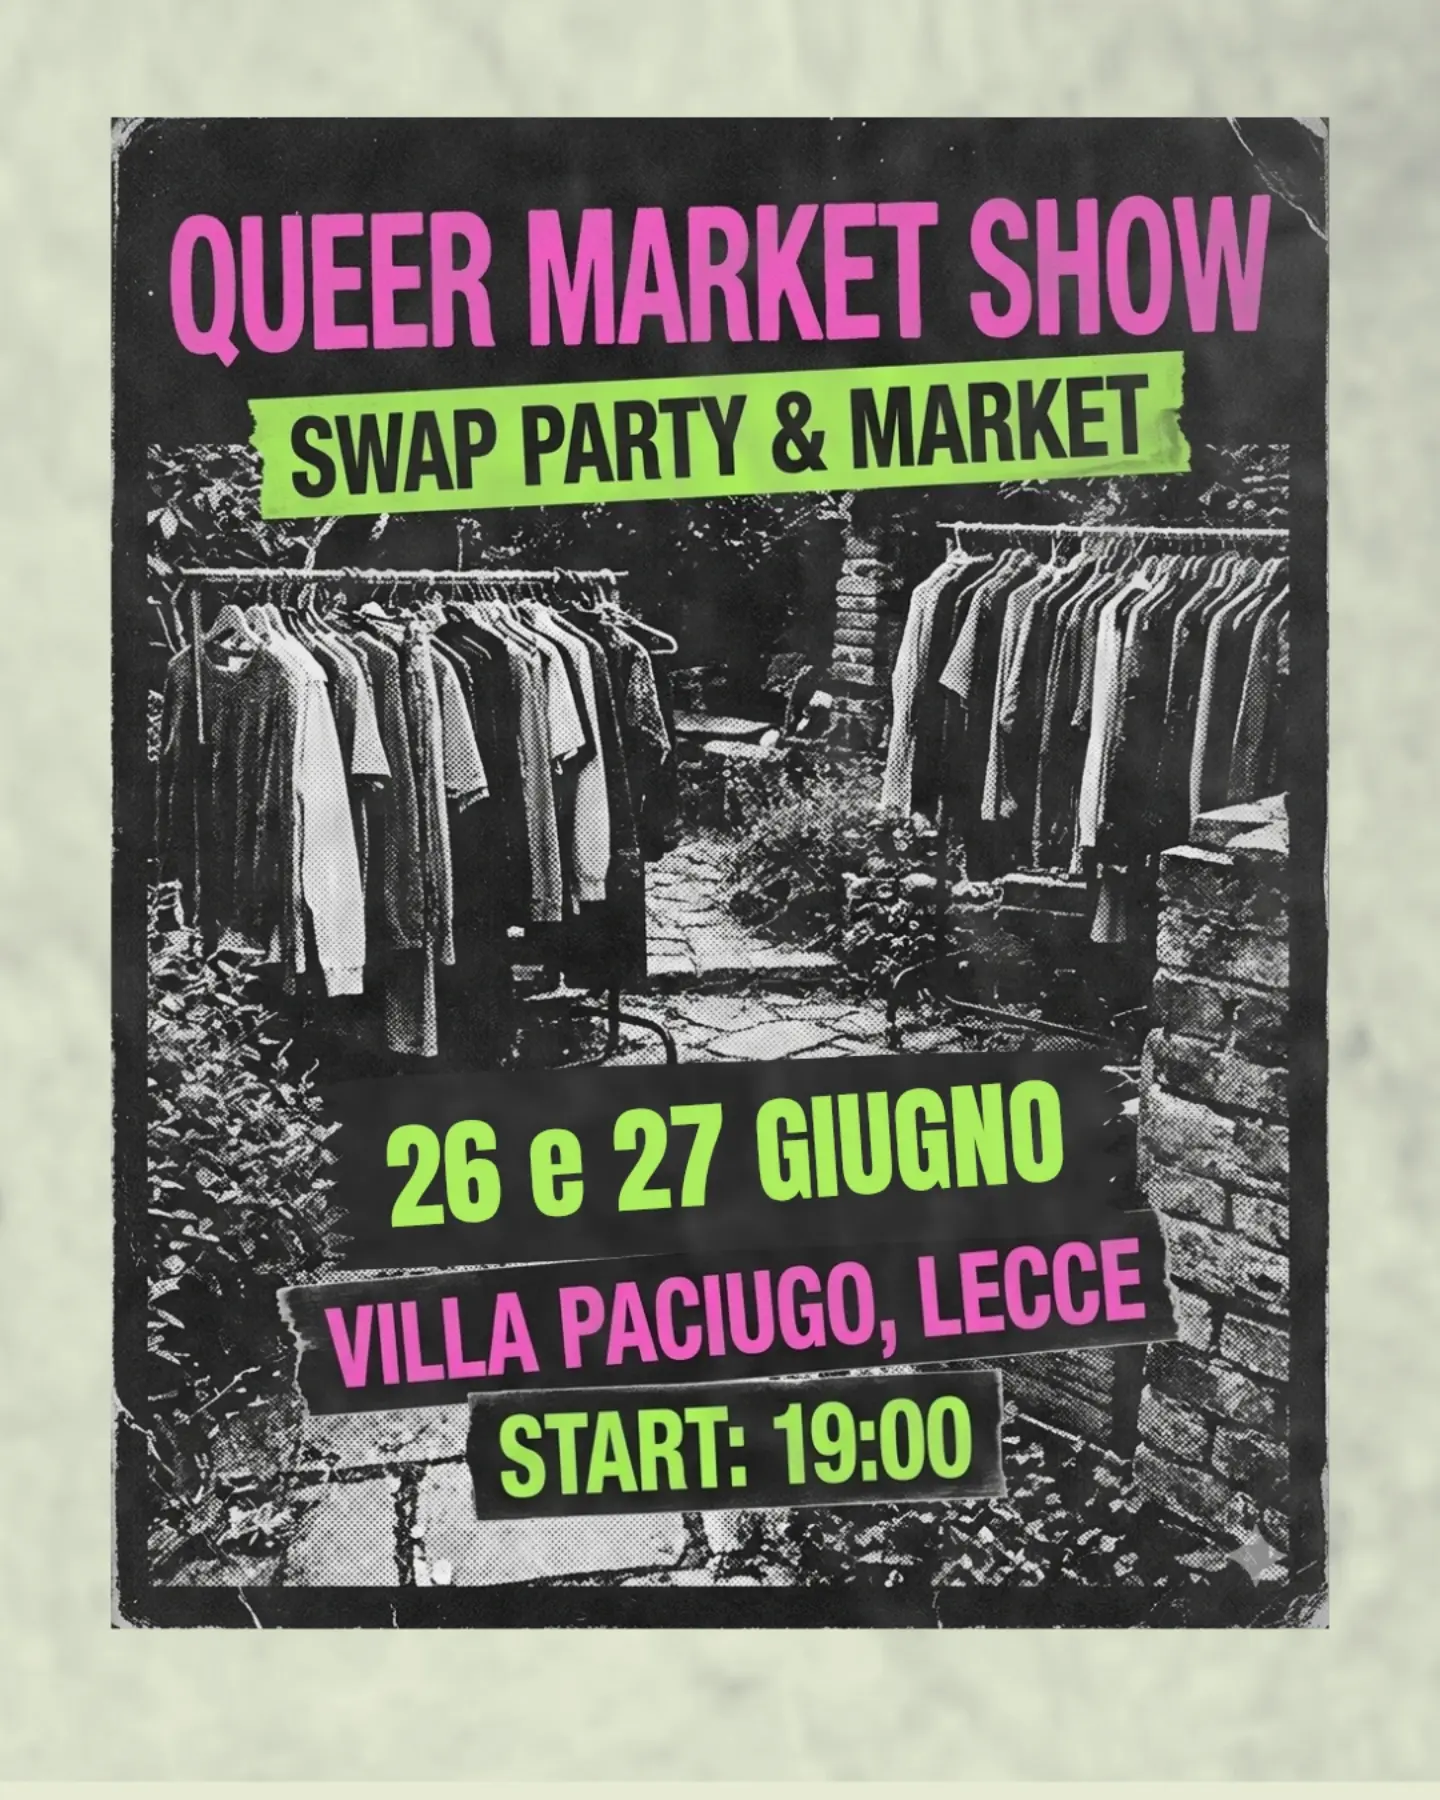 QUEER MARKET SHOW
SWAP PARTY & MARKET
26 e 27 GIUGNO
VILLA PACIUGO, LECCE
START: 19:00